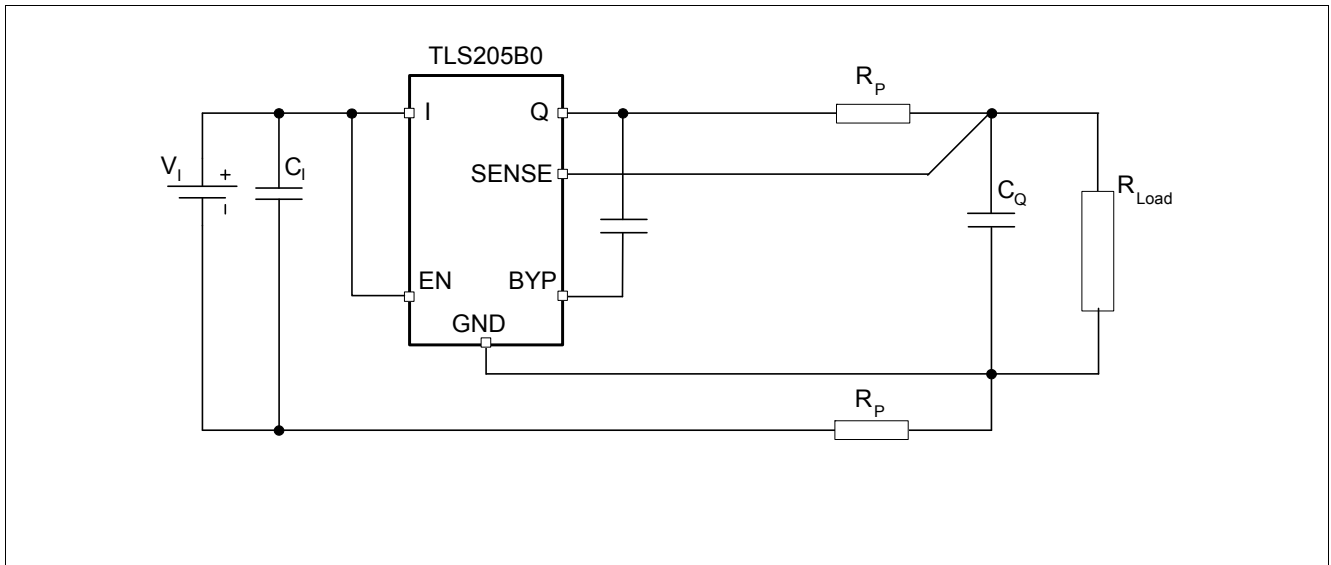 TLS205B0
I
Q
R_P
V_I
+
C_I
SENSE
C_Q
R_Load
EN
BYP
GND
R_P